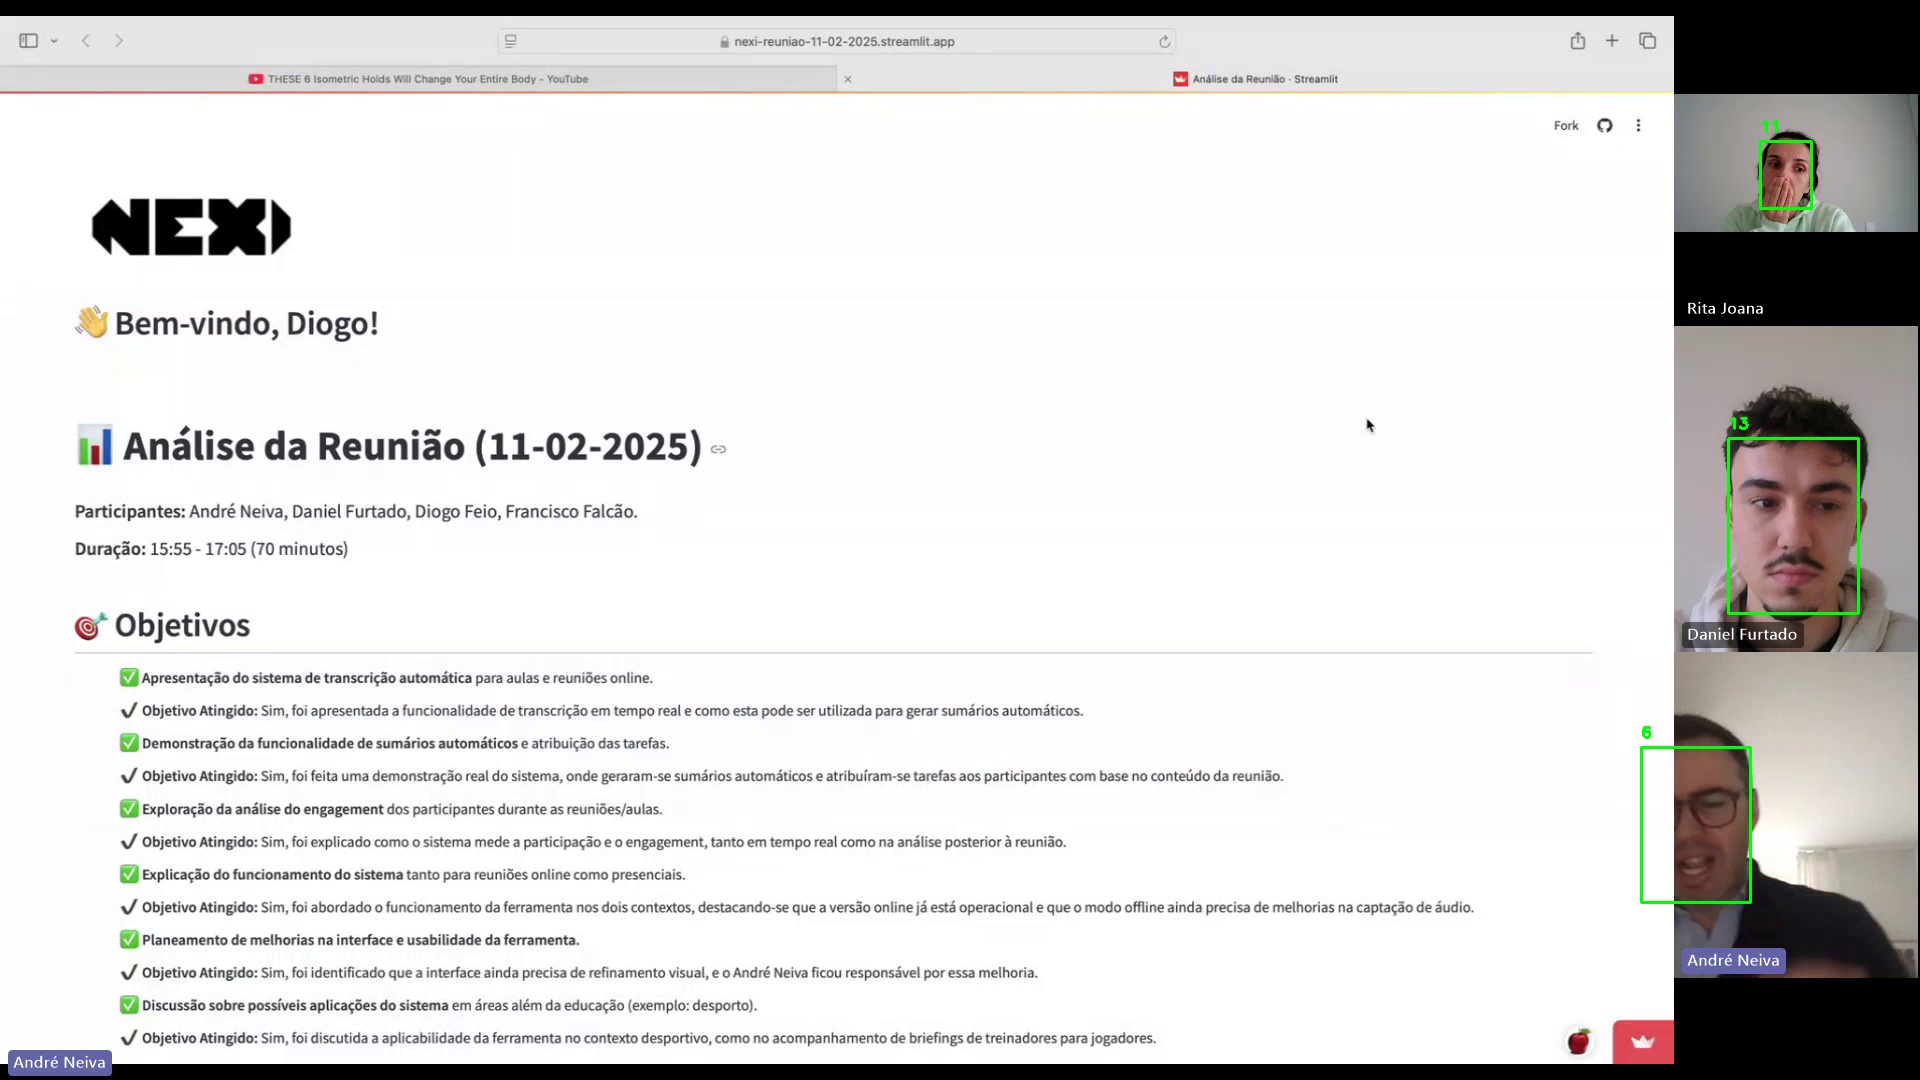 nexi-reuniao-11-02-2025.streamlit.app
THESE 6 Isometric Holds Will Change Your Entire Body - YouTube
Análise da Reunião · Streamlit
Fork
NEXI
👋 Bem-vindo, Diogo!
📊 Análise da Reunião (11-02-2025)
Participantes: André Neiva, Daniel Furtado, Diogo Feio, Francisco Falcão.
Duração: 15:55 - 17:05 (70 minutos)
🎯 Objetivos
✅ Apresentação do sistema de transcrição automática para aulas e reuniões online.
✔ Objetivo Atingido: Sim, foi apresentada a funcionalidade de transcrição em tempo real e como esta pode ser utilizada para gerar sumários automáticos.
✅ Demonstração da funcionalidade de sumários automáticos e atribuição das tarefas.
✔ Objetivo Atingido: Sim, foi feita uma demonstração real do sistema, onde geraram-se sumários automáticos e atribuíram-se tarefas aos participantes com base no conteúdo da reunião.
✅ Exploração da análise do engagement dos participantes durante as reuniões/aulas.
✔ Objetivo Atingido: Sim, foi explicado como o sistema mede a participação e o engagement, tanto em tempo real como na análise posterior à reunião.
✅ Explicação do funcionamento do sistema tanto para reuniões online como presenciais.
✔ Objetivo Atingido: Sim, foi abordado o funcionamento da ferramenta nos dois contextos, destacando-se que a versão online já está operacional e que o modo offline ainda precisa de melhorias na captação de áudio.
✅ Planeamento de melhorias na interface e usabilidade da ferramenta.
✔ Objetivo Atingido: Sim, foi identificado que a interface ainda precisa de refinamento visual, e o André Neiva ficou responsável por essa melhoria.
✅ Discussão sobre possíveis aplicações do sistema em áreas além da educação (exemplo: desporto).
✔ Objetivo Atingido: Sim, foi discutida a aplicabilidade da ferramenta no contexto desportivo, como no acompanhamento de briefings de treinadores para jogadores.
André Neiva
11
Rita Joana
13
Daniel Furtado
6
André Neiva